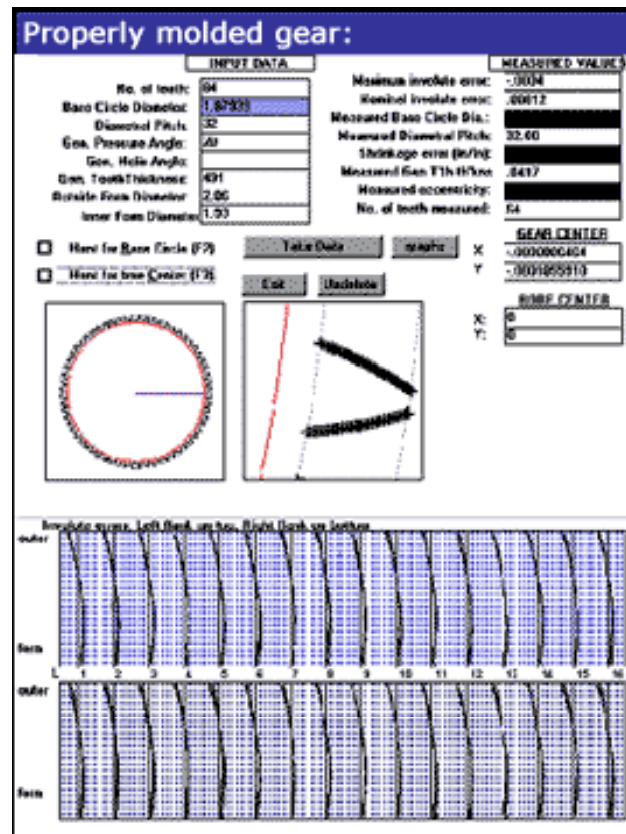 Properly molded gear:
INPUT DATA
No. of teeth: 64
Base Circle Diameter: 1.87939
Diametral Pitch: 32
Gen. Pressure Angle: 20
Gen. Helix Angle:
Gen. Tooth Thickness:
Outside Form Diameter: 2.06
Inner Form Diameter 1.93
MEASURED VALUES
Maximum involute error: -.0004
Nominal involute error: .00012
Measured Base Circle Dia.:
Measured Diametral Pitch: 32.00
Shrinkage error (in/in):
Measured Gen Tth th'kns .0417
Measured eccentricity:
No. of teeth measured: 64
Hunt for Base Circle (F2)
Hunt for true Center (F3)
Take Data
graphs
Exit
Undelete
GEAR CENTER
X
Y
BORE CENTER
X: 0
Y: 0
Involute errors, Left flank on top, Right flank on bottom
outer
form
1 2 3 4 5 6 7 8 9 10 11 12 13 14 15 16
outer
form